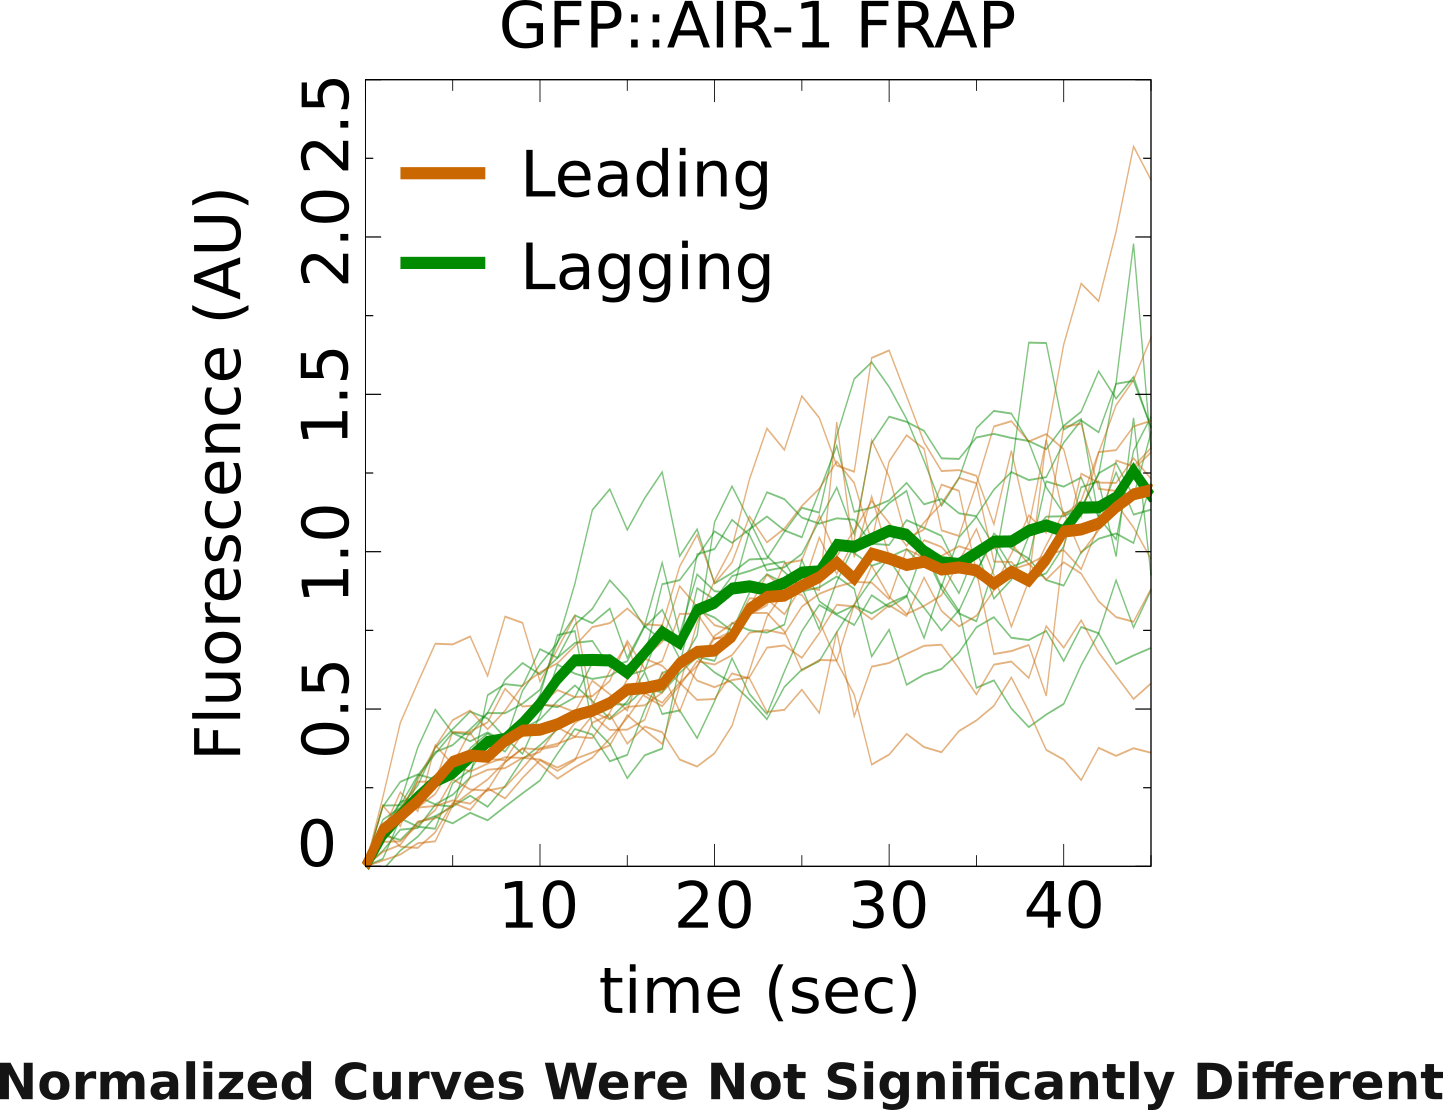 GFP::AIR-1 FRAP
Leading
Lagging
Fluorescence (AU)
2.5
2.0
1.5
1.0
0.5
0
10 20 30 40
time (sec)
Normalized Curves Were Not Significantly Different